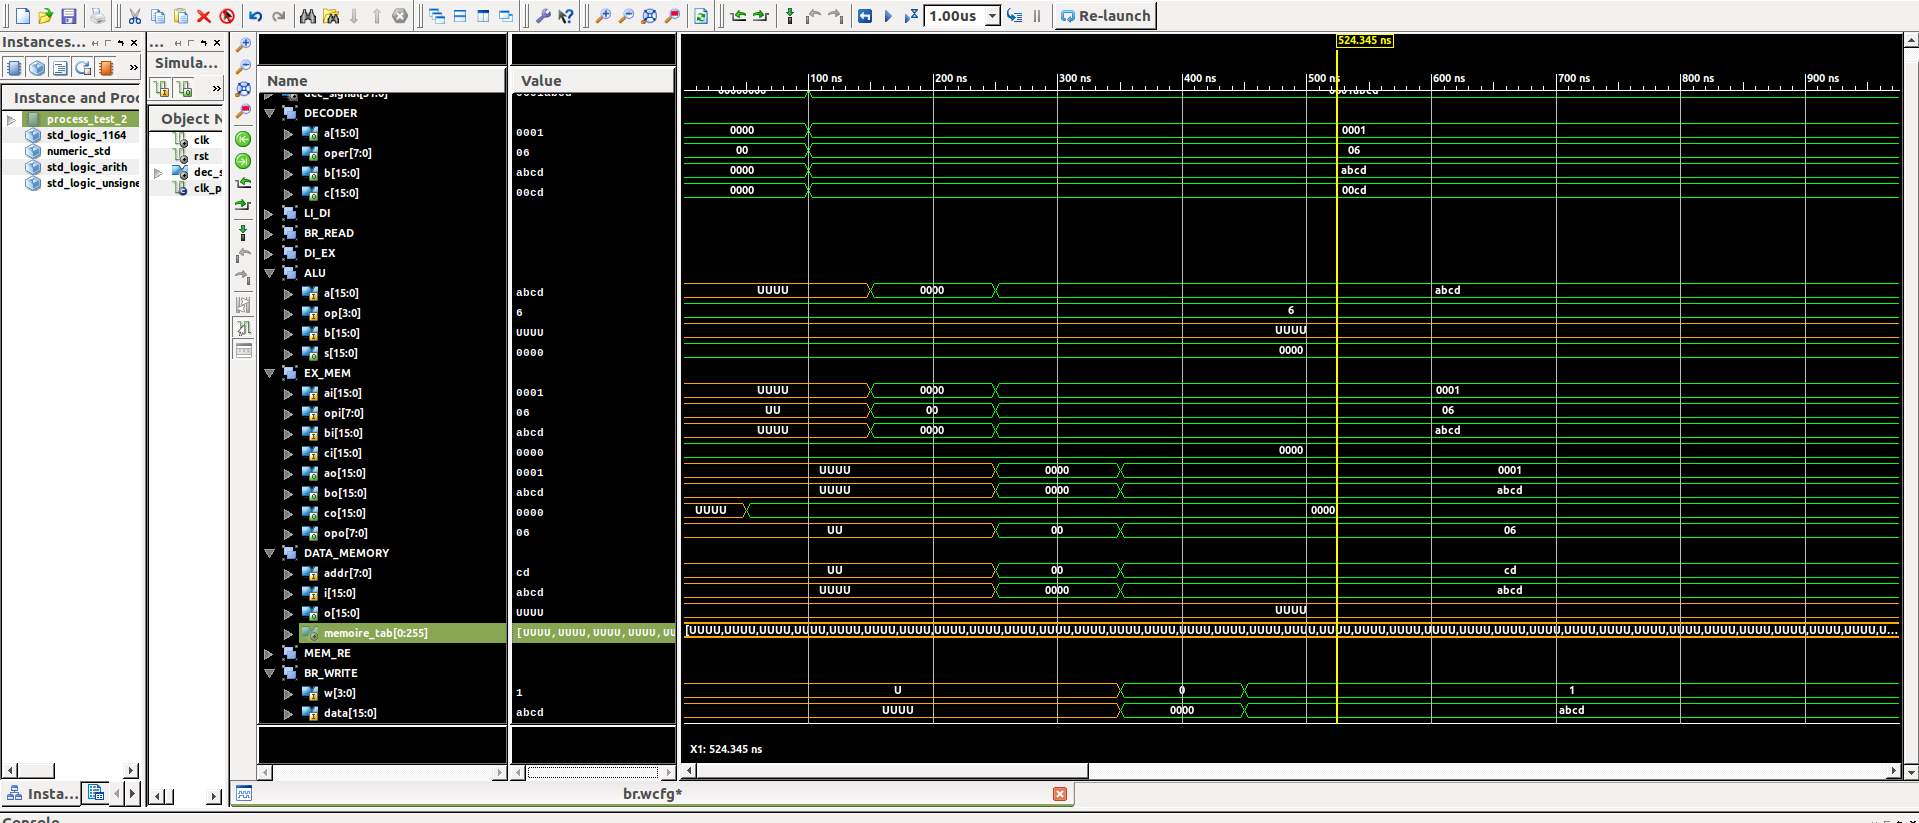 1.00us
Re-launch
Instances...
...
Simula...
Instance and Proc
process_test_2
std_logic_1164
numeric_std
std_logic_arith
std_logic_unsigne
Object N
clk
rst
dec_s
clk_p
Insta...
Name Value
524.345 ns
100 ns 200 ns 300 ns 400 ns 500 ns 600 ns 700 ns 800 ns 900 ns
dec_signal[31:0] 0001abcd 00000000 0001abcd
DECODER
a[15:0] 0001 0000 0001
oper[7:0] 06 00 06
b[15:0] abcd 0000 abcd
c[15:0] 00cd 0000 00cd
LI_DI
BR_READ
DI_EX
ALU
a[15:0] abcd UUUU 0000 abcd
op[3:0] 6 6
b[15:0] UUUU UUUU
s[15:0] 0000 0000
EX_MEM
ai[15:0] 0001 UUUU 0000 0001
opi[7:0] 06 UU 00 06
bi[15:0] abcd UUUU 0000 abcd
ci[15:0] 0000 0000
ao[15:0] 0001 UUUU 0000 0001
bo[15:0] abcd UUUU 0000 abcd
co[15:0] 0000 UUUU 0000
opo[7:0] 06 UU 00 06
DATA_MEMORY
addr[7:0] cd UU 00 cd
i[15:0] abcd UUUU 0000 abcd
o[15:0] UUUU UUUU
memoire_tab[0:255] [UUUU,UUUU,UUUU,UUUU,UU [UUUU,UUUU,UUUU,UUUU,UUUU,UUUU,UUUU,UUUU,UUUU,UUUU,UUUU,UUUU,UUUU,UUUU,UUUU,UUUU,UUUU,UUUU,UUUU,UUUU,UUUU,UUUU,UUUU,UUUU,UUUU,UUUU,UUUU,UUUU,UUUU,UUUU,UUUU,UUUU,UUUU,UUUU,U...
MEM_RE
BR_WRITE
w[3:0] 1 U 0 1
data[15:0] abcd UUUU 0000 abcd
X1: 524.345 ns
br.wcfg*
Console